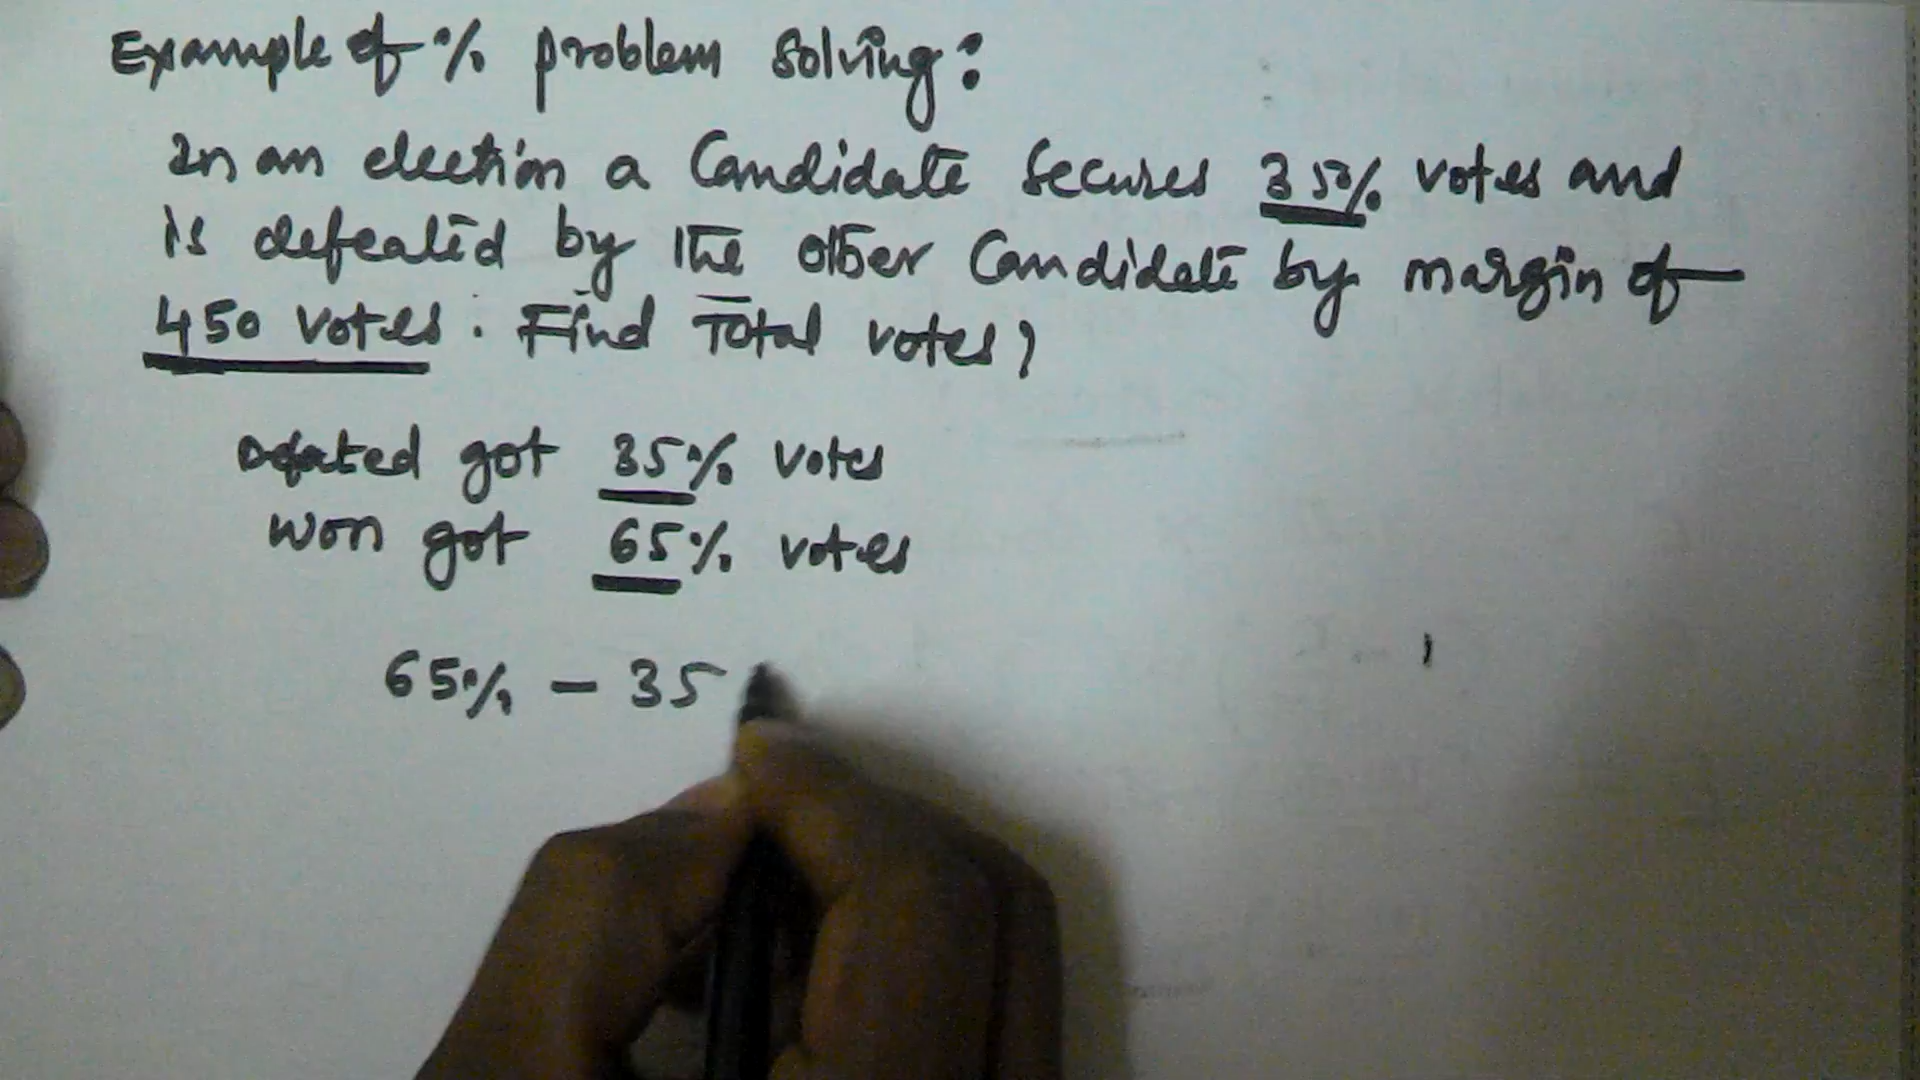 Example of % problem solving:
In an election a Candidate Secures 35% votes and
is defeated by the other Candidate by margin of
450 votes. Find Total votes?
Defated got 35% votes
Won got 65% votes
65% - 35